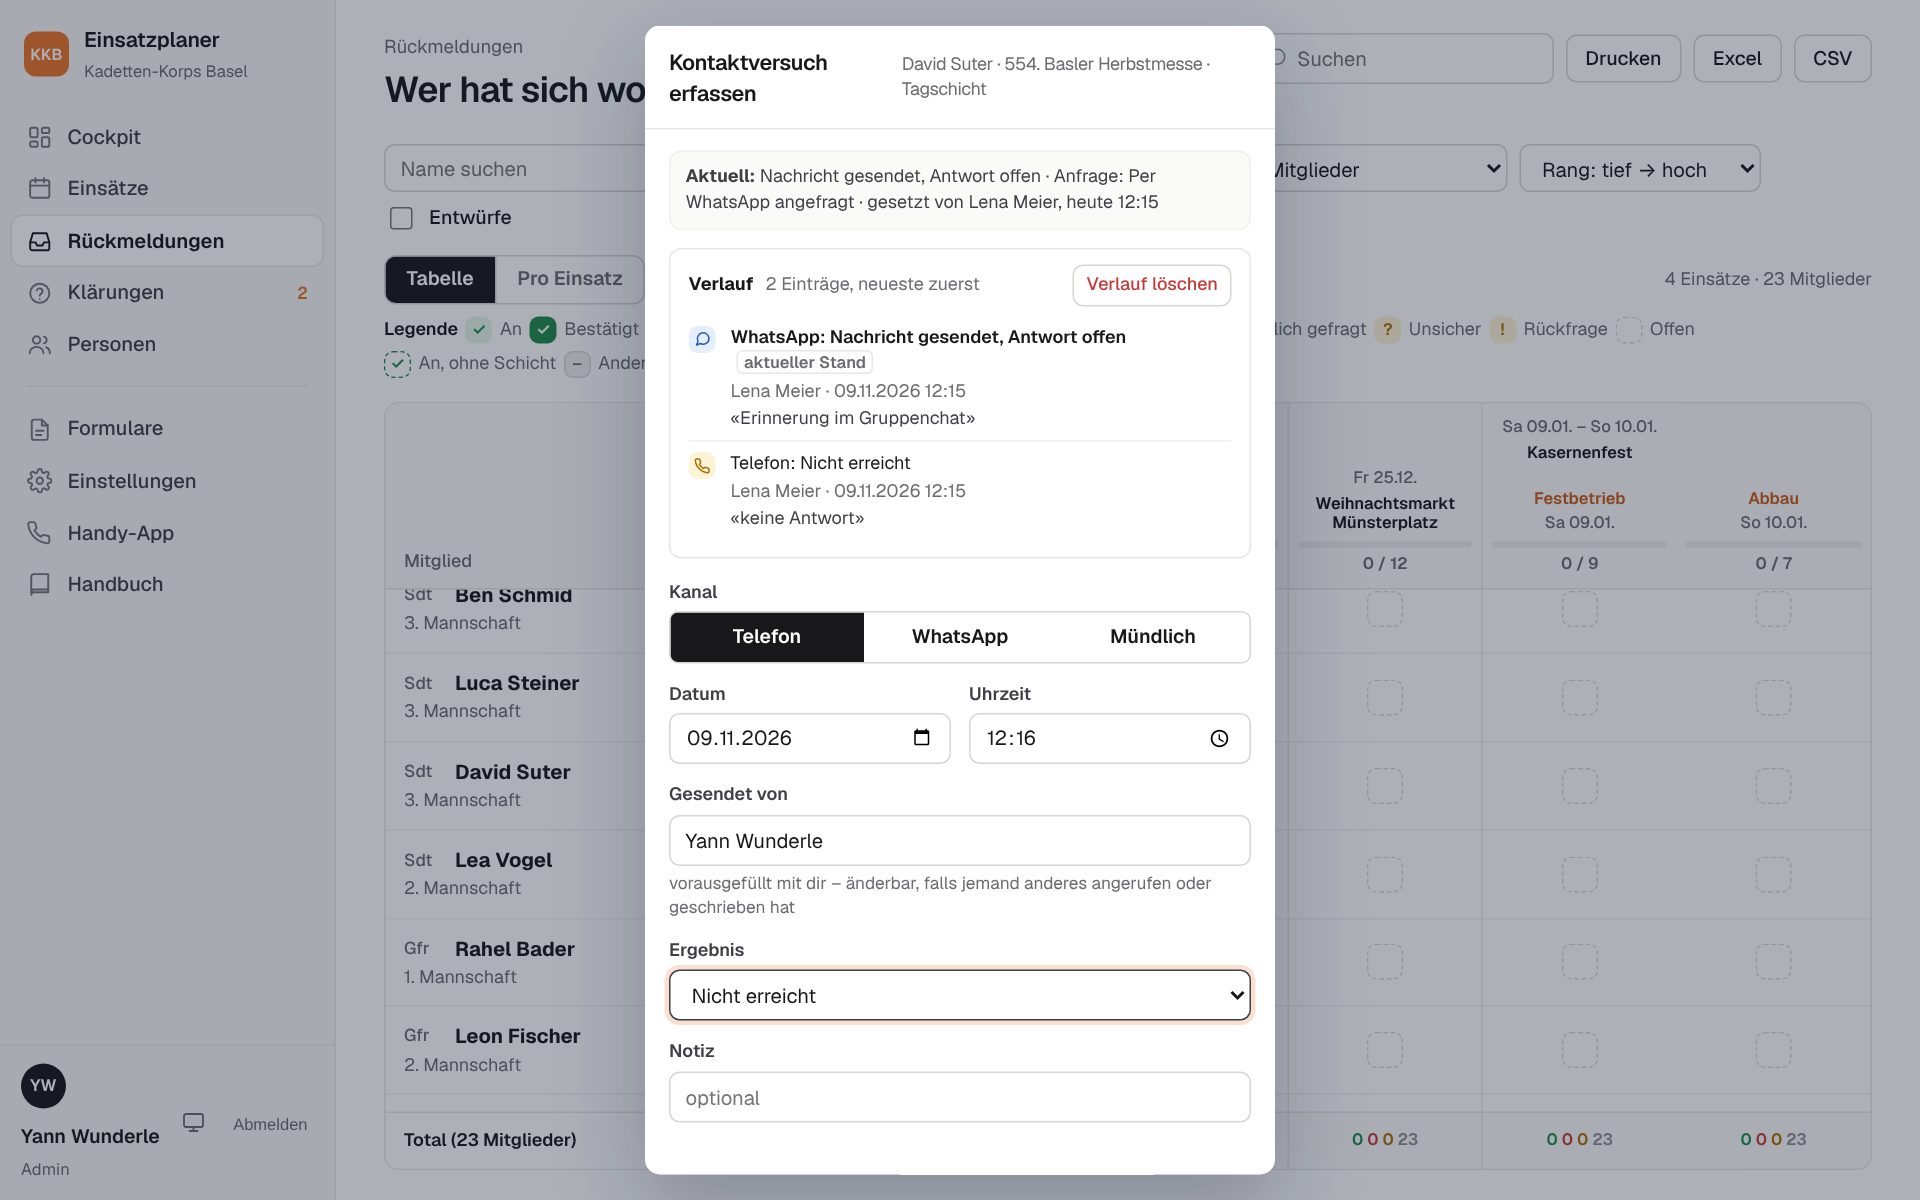 KKB
Einsatzplaner
Kadetten-Korps Basel
Cockpit
Einsätze
Rückmeldungen
Klärungen 2
Personen
Formulare
Einstellungen
Handy-App
Handbuch
YW
Yann Wunderle
Admin
Abmelden
Rückmeldungen
Wer hat sich wo
Suchen
Drucken
Excel
CSV
Name suchen
Mitglieder
Rang: tief → hoch
Entwürfe
Tabelle
Pro Einsatz
4 Einsätze · 23 Mitglieder
Legende An Bestätigt
lich gefragt ? Unsicher ! Rückfrage Offen
An, ohne Schicht – Ander
Mitglied
Fr 25.12.
Weihnachtsmarkt
Münsterplatz
0 / 12
Sa 09.01. – So 10.01.
Kasernenfest
Festbetrieb
Sa 09.01.
0 / 9
Abbau
So 10.01.
0 / 7
Sdt Ben Schmid
3. Mannschaft
Sdt Luca Steiner
3. Mannschaft
Sdt David Suter
3. Mannschaft
Sdt Lea Vogel
2. Mannschaft
Gfr Rahel Bader
1. Mannschaft
Gfr Leon Fischer
2. Mannschaft
Total (23 Mitglieder)
0 0 0 23
0 0 0 23
0 0 0 23
Kontaktversuch
erfassen
David Suter · 554. Basler Herbstmesse ·
Tagschicht
Aktuell: Nachricht gesendet, Antwort offen · Anfrage: Per
WhatsApp angefragt · gesetzt von Lena Meier, heute 12:15
Verlauf 2 Einträge, neueste zuerst
Verlauf löschen
WhatsApp: Nachricht gesendet, Antwort offen
aktueller Stand
Lena Meier · 09.11.2026 12:15
«Erinnerung im Gruppenchat»
Telefon: Nicht erreicht
Lena Meier · 09.11.2026 12:15
«keine Antwort»
Kanal
Telefon
WhatsApp
Mündlich
Datum
09.11.2026
Uhrzeit
12:16
Gesendet von
Yann Wunderle
vorausgefüllt mit dir – änderbar, falls jemand anderes angerufen oder
geschrieben hat
Ergebnis
Nicht erreicht
Notiz
optional